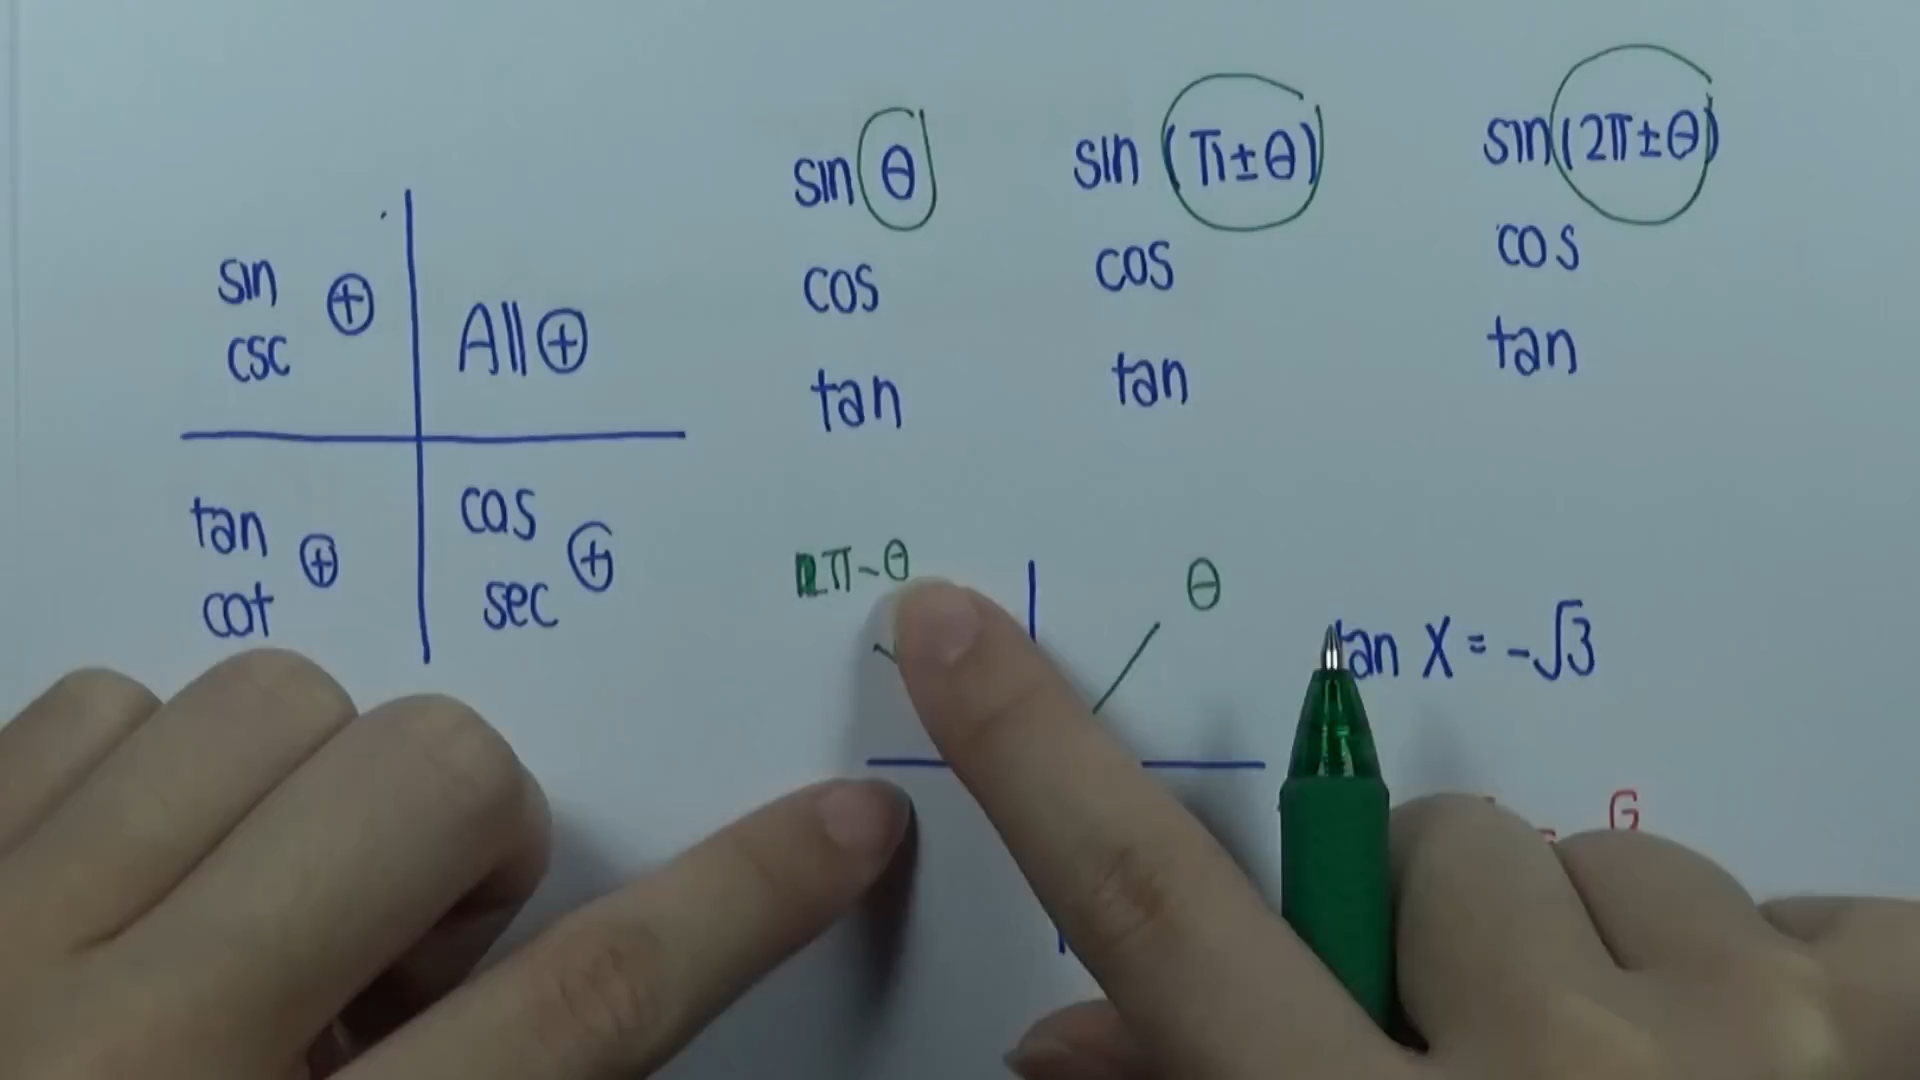 sin θ
sin (π±θ)
sin (2π±θ)
cos
cos
cos
tan
tan
tan
sin
csc ⊕
All ⊕
tan
cot ⊕
cos
sec ⊕
π-θ
θ
tan X = -√3